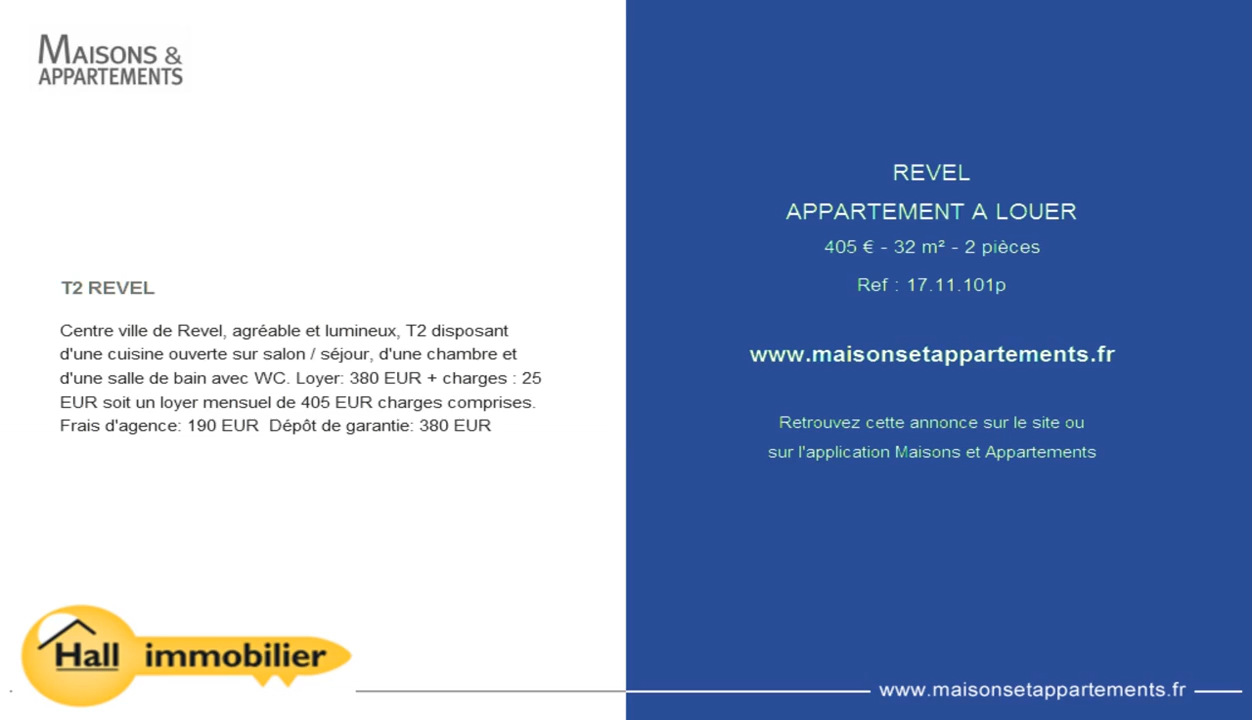 MAISONS &
APPARTEMENTS
T2 REVEL
Centre ville de Revel, agréable et lumineux, T2 disposant
d'une cuisine ouverte sur salon / séjour, d'une chambre et
d'une salle de bain avec WC. Loyer: 380 EUR + charges : 25
EUR soit un loyer mensuel de 405 EUR charges comprises.
Frais d'agence: 190 EUR  Dépôt de garantie: 380 EUR
Hall immobilier
REVEL
APPARTEMENT A LOUER
405 € - 32 m² - 2 pièces
Ref : 17.11.101p
www.maisonsetappartements.fr
Retrouvez cette annonce sur le site ou
sur l'application Maisons et Appartements
www.maisonsetappartements.fr